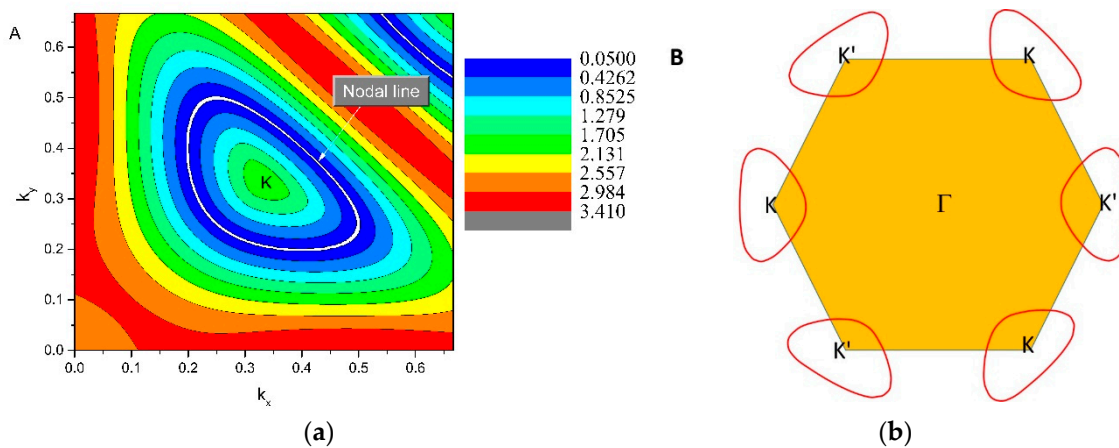 A
0.6
0.5
0.4
0.3
0.2
0.1
0.0
k_y
0.0 0.1 0.2 0.3 0.4 0.5 0.6
k_x
Nodal line
K
0.0500
0.4262
0.8525
1.279
1.705
2.131
2.557
2.984
3.410
(a)
B
K' K
K Γ K'
K' K
(b)